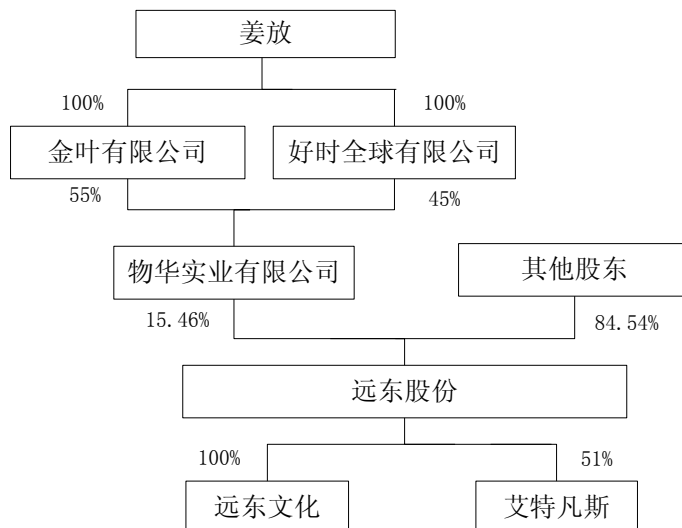 姜放
100%
100%
金叶有限公司
好时全球有限公司
55%
45%
物华实业有限公司
其他股东
15.46%
84.54%
远东股份
100%
51%
远东文化
艾特凡斯